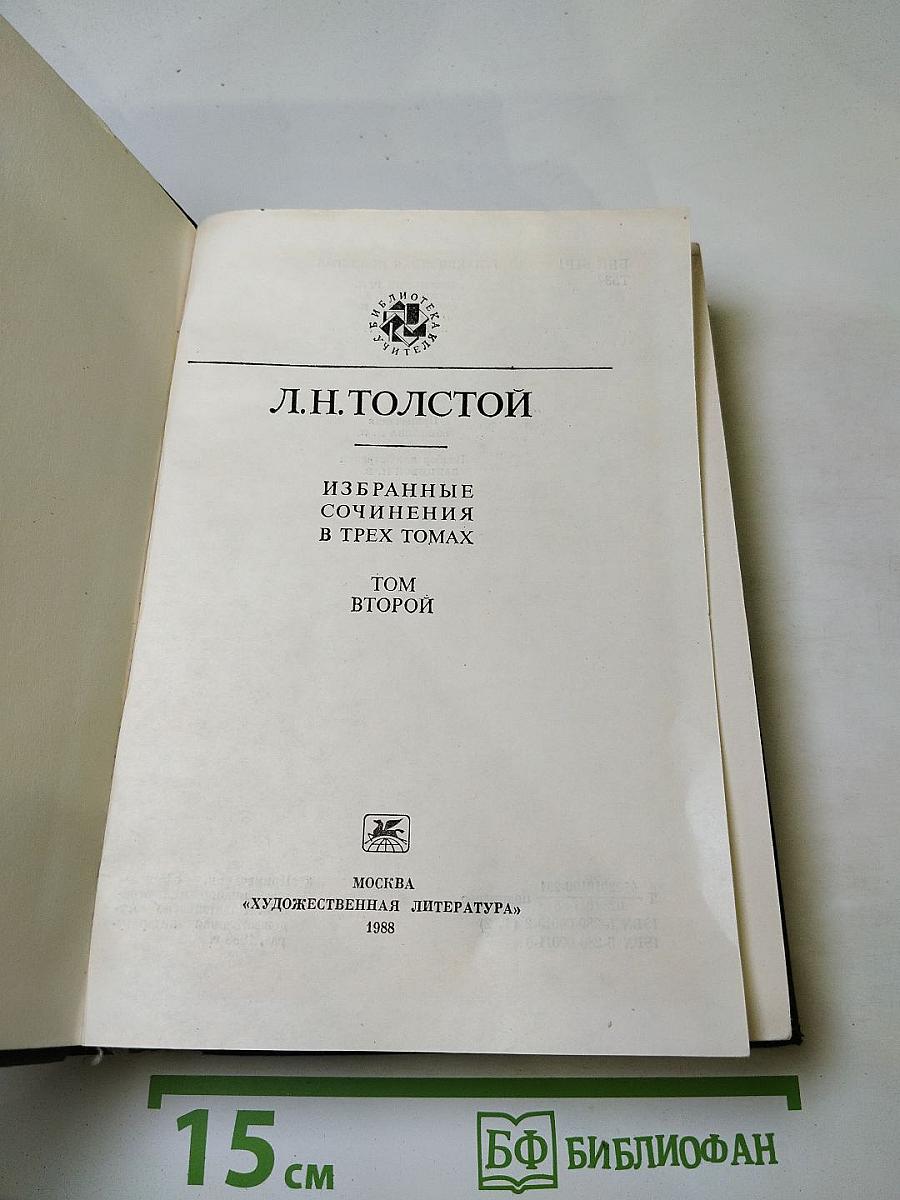 БИБЛИОТЕКА УЧИТЕЛЯ
Л.Н.ТОЛСТОЙ
ИЗБРАННЫЕ
СОЧИНЕНИЯ
В ТРЕХ ТОМАХ
ТОМ
ВТОРОЙ
МОСКВА
«ХУДОЖЕСТВЕННАЯ ЛИТЕРАТУРА»
1988
15 см
БФ БИБЛИОФАН